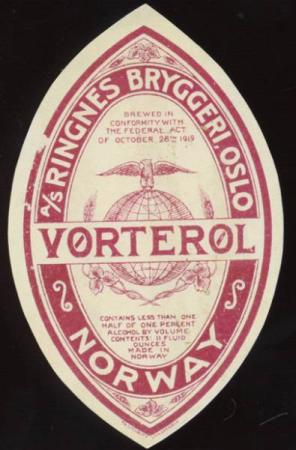 A/S RINGNES BRYGGERI, OSLO
BREWED IN
CONFORMITY WITH
THE FEDERAL ACT
OF OCTOBER 28TH 1919
VORTERØL
CONTAINS LESS THAN ONE
HALF OF ONE PERCENT
ALCOHOL BY VOLUME
CONTENTS: 11 FLUID
OUNCES
MADE IN
NORWAY
NORWAY